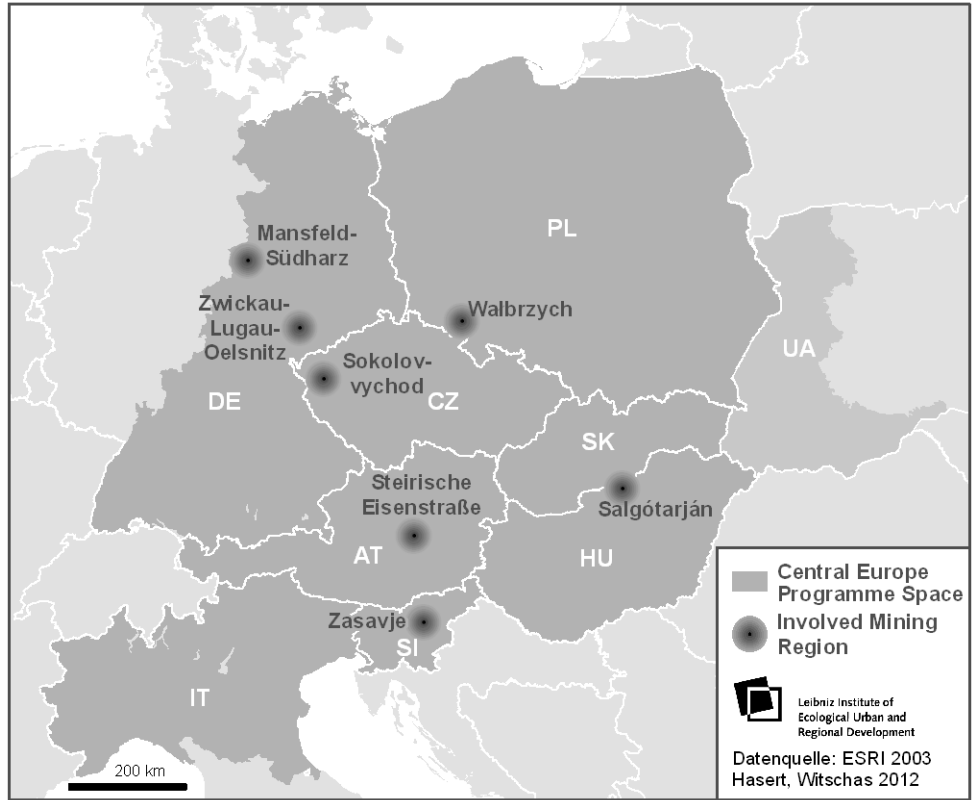 Mansfeld-
Südharz
PL
Zwickau-
Lugau-
Oelsnitz
Walbrzych
UA
Sokolov-
vychod
DE
CZ
SK
Steirische
Eisenstraße
Salgótarján
AT
HU
Zasavje
SI
IT
200 km
Central Europe
Programme Space
Involved Mining
Region
Leibniz Institute of
Ecological Urban and
Regional Development
Datenquelle: ESRI 2003
Hasert, Witschas 2012